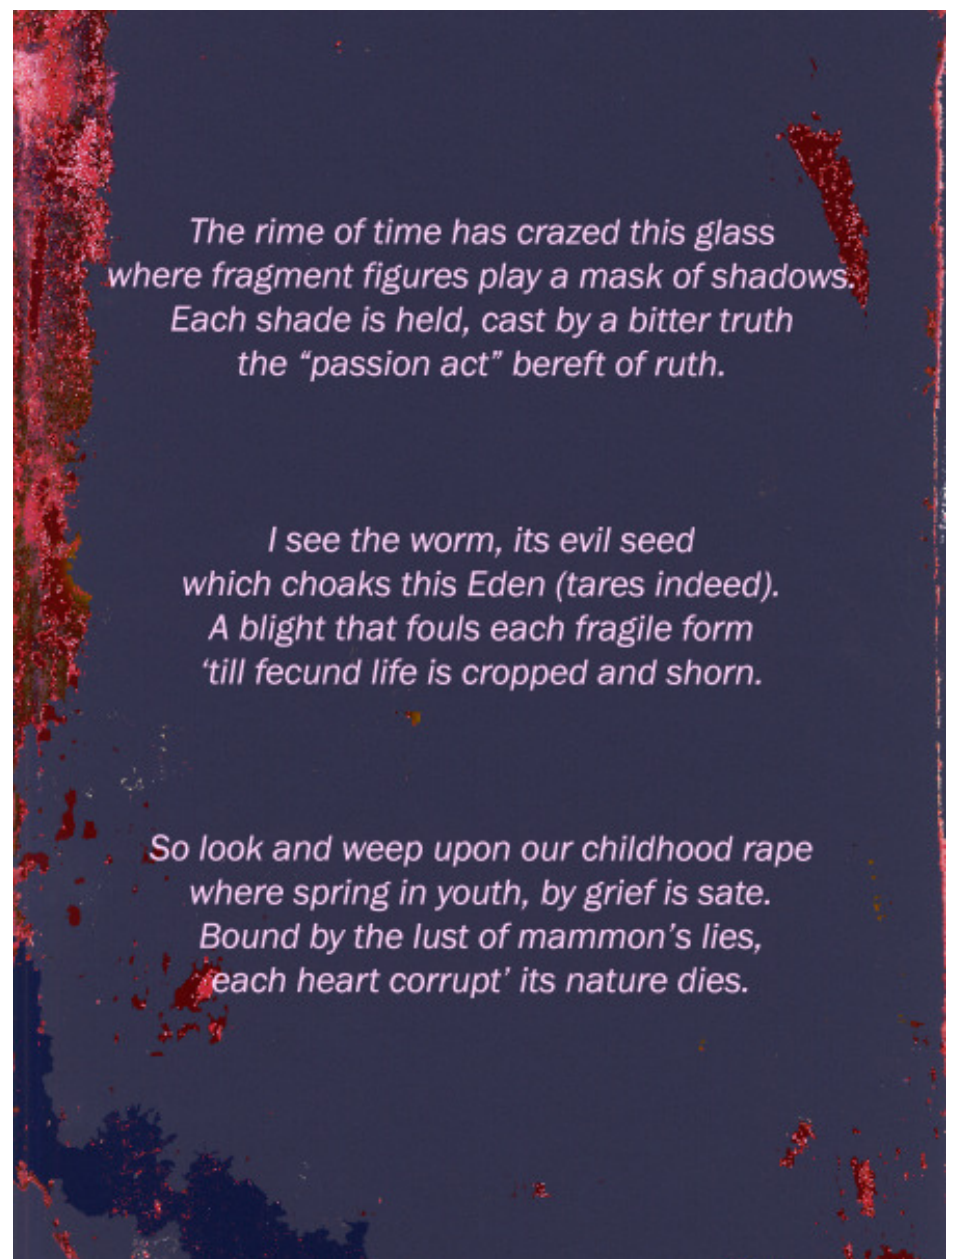 The rime of time has crazed this glass
where fragment figures play a mask of shadows.
Each shade is held, cast by a bitter truth
the “passion act” bereft of ruth.
I see the worm, its evil seed
which choaks this Eden (tares indeed).
A blight that fouls each fragile form
‘till fecund life is cropped and shorn.
So look and weep upon our childhood rape
where spring in youth, by grief is sate.
Bound by the lust of mammon’s lies,
each heart corrupt’ its nature dies.